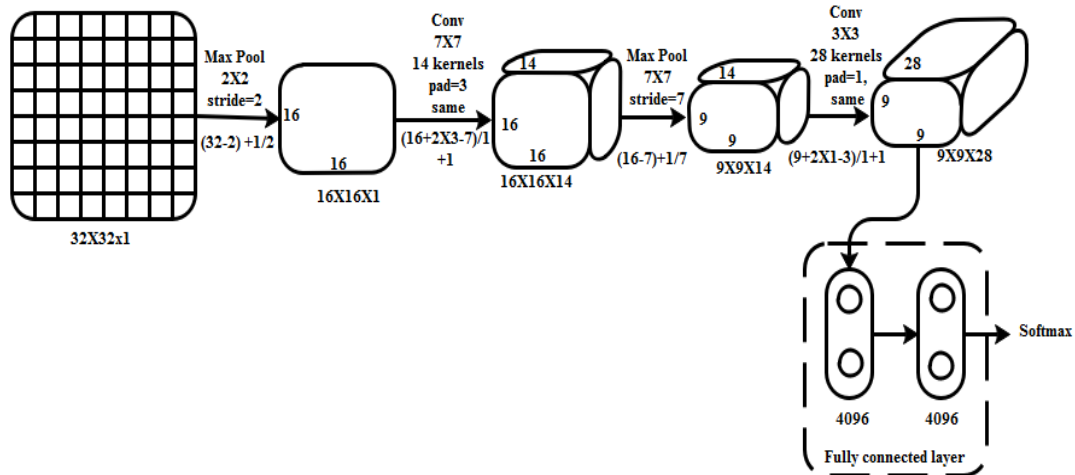 Max Pool
2X2
stride=2
(32-2) +1/2
32X32x1
16
16
16X16X1
Conv
7X7
14 kernels
pad=3
same
(16+2X3-7)/1
+1
14
16
16
16X16X14
Max Pool
7X7
stride=7
(16-7)+1/7
14
9
9
9X9X14
Conv
3X3
28 kernels
pad=1,
same
(9+2X1-3)/1+1
28
9
9
9X9X28
4096
4096
Softmax
Fully connected layer